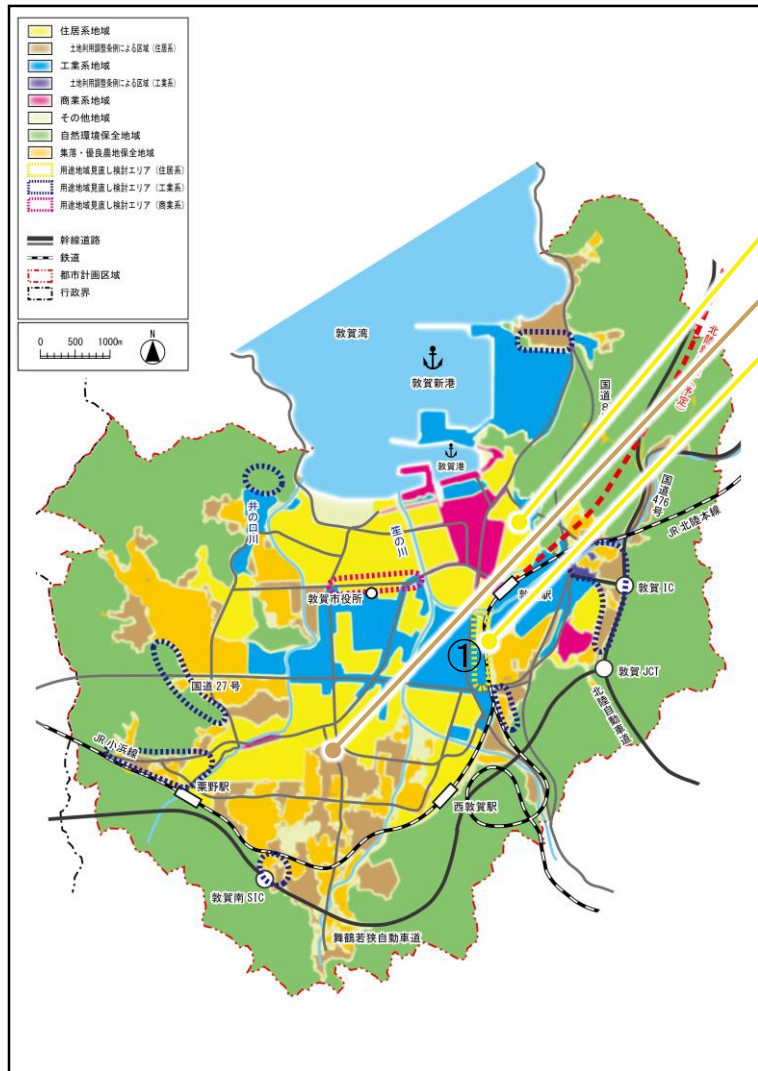 住居系地域
土地利用調整条例による区域（住居系）
工業系地域
土地利用調整条例による区域（工業系）
商業系地域
その他地域
自然環境保全地域
集落・優良農地保全地域
用途地域見直し検討エリア（住居系）
用途地域見直し検討エリア（工業系）
用途地域見直し検討エリア（商業系）
幹線道路
鉄道
都市計画区域
行政界
0 500 1000m
N
敦賀湾
敦賀新港
敦賀港
国道8
北陸
予定）
国道476号
JR北陸本線
井の口川
笙の川
敦賀市役所
駅
敦賀IC
①
国道27号
敦賀JCT
北陸自動車道
JR小浜線
粟野駅
西敦賀駅
敦賀南SIC
舞鶴若狭自動車道